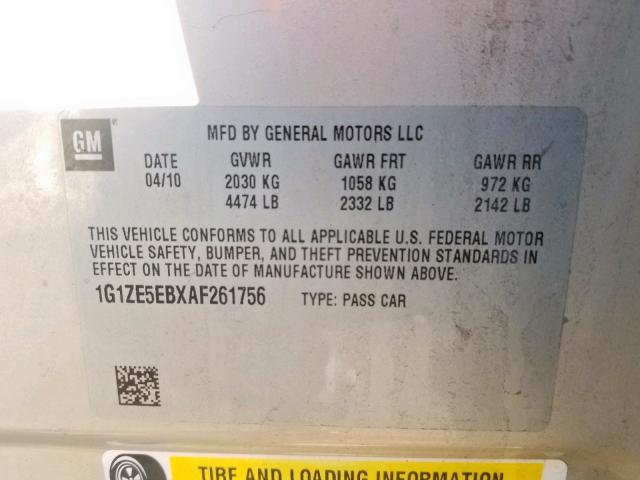 GM
MFD BY GENERAL MOTORS LLC
DATE GVWR GAWR FRT GAWR RR
04/10 2030 KG 1058 KG 972 KG
4474 LB 2332 LB 2142 LB
THIS VEHICLE CONFORMS TO ALL APPLICABLE U.S. FEDERAL MOTOR
VEHICLE SAFETY, BUMPER, AND THEFT PREVENTION STANDARDS IN
EFFECT ON THE DATE OF MANUFACTURE SHOWN ABOVE.
1G1ZE5EBXAF261756 TYPE: PASS CAR
TIRE AND LOADING INFORMATION